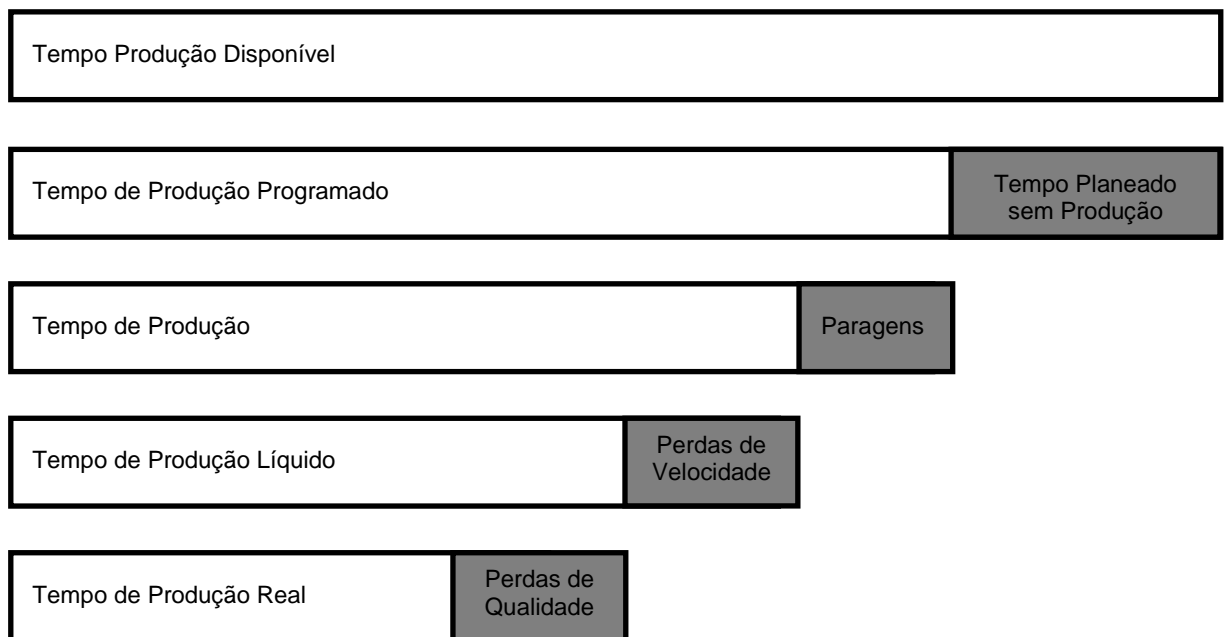 Tempo Produção Disponível
Tempo de Produção Programado
Tempo Planeado
sem Produção
Tempo de Produção
Paragens
Tempo de Produção Líquido
Perdas de
Velocidade
Tempo de Produção Real
Perdas de
Qualidade